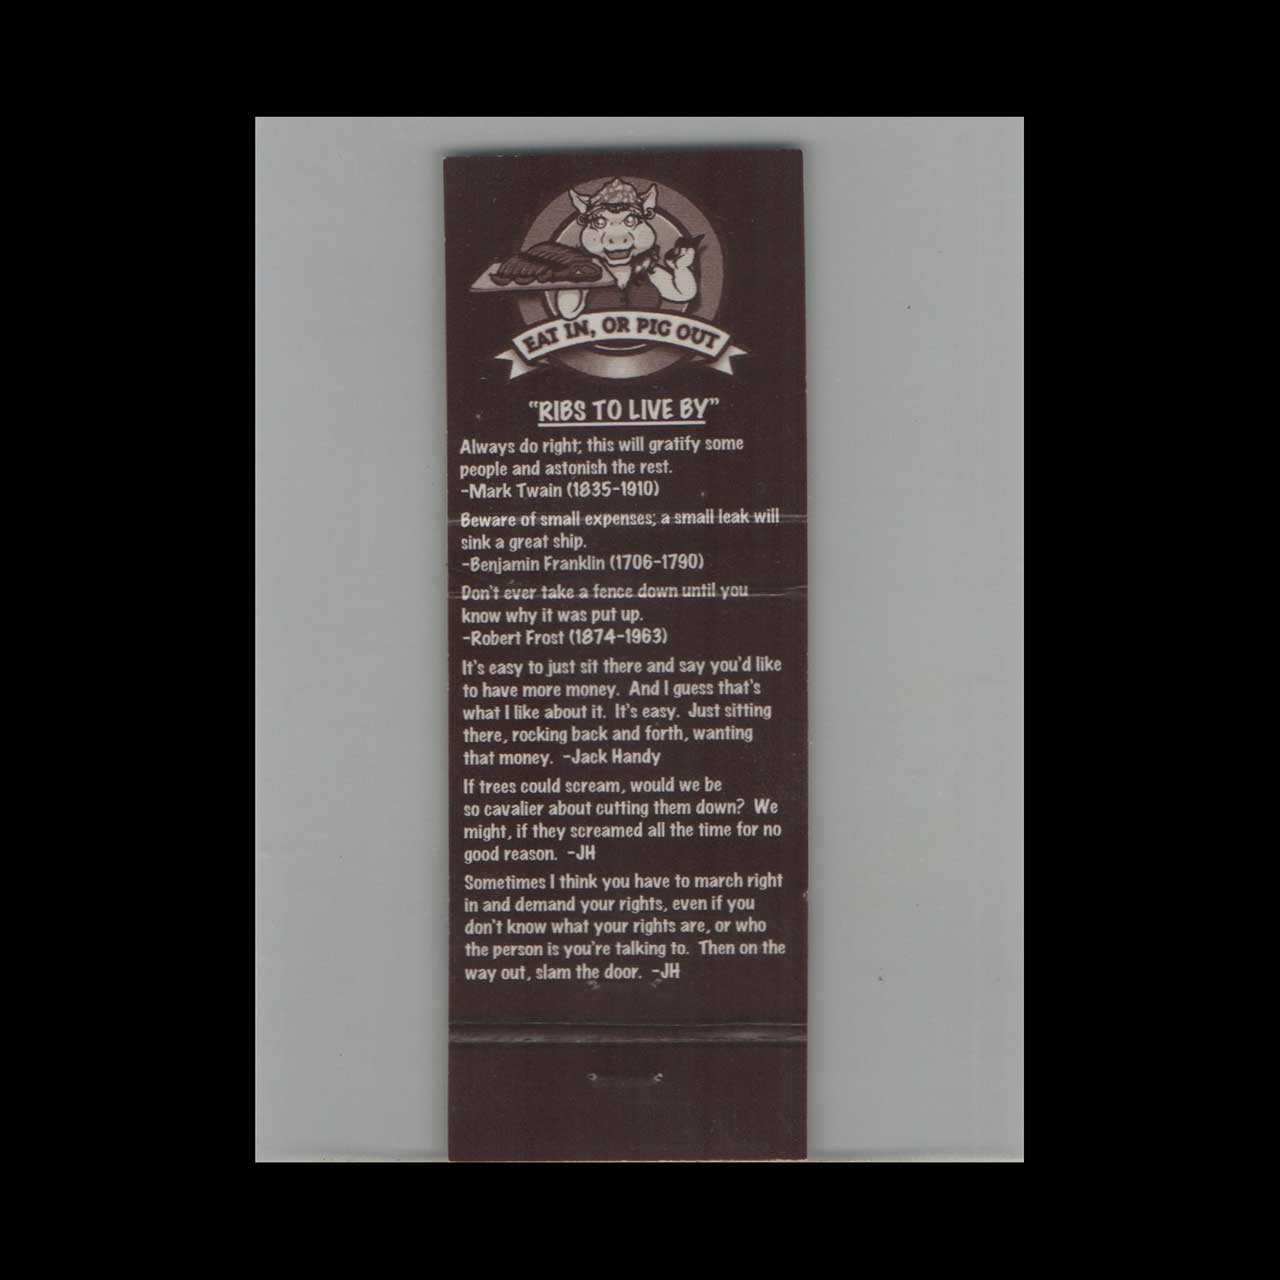 EAT IN, OR PIG OUT
"RIBS TO LIVE BY"
Always do right; this will gratify some
people and astonish the rest.
-Mark Twain (1835-1910)
Beware of small expenses; a small leak will
sink a great ship.
-Benjamin Franklin (1706-1790)
Don't ever take a fence down until you
know why it was put up.
-Robert Frost (1874-1963)
It's easy to just sit there and say you'd like
to have more money. And I guess that's
what I like about it. It's easy. Just sitting
there, rocking back and forth, wanting
that money. -Jack Handy
If trees could scream, would we be
so cavalier about cutting them down? We
might, if they screamed all the time for no
good reason. -JH
Sometimes I think you have to march right
in and demand your rights, even if you
don't know what your rights are, or who
the person is you're talking to. Then on the
way out, slam the door. -JH